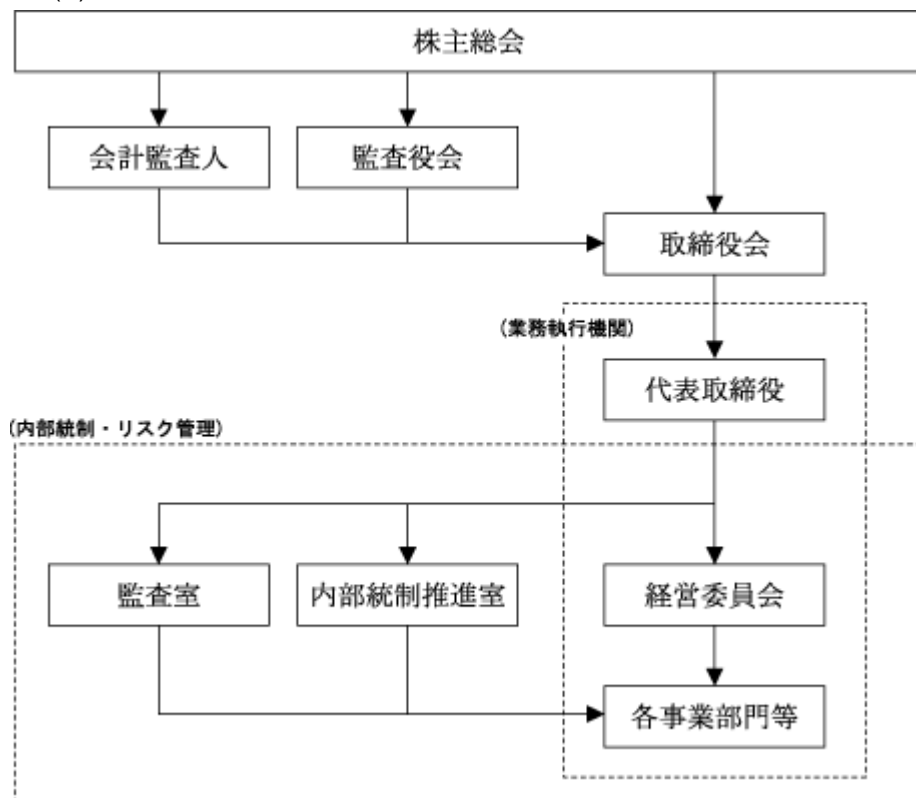 株主総会
会計監査人
監査役会
取締役会
(業務執行機関)
代表取締役
(内部統制・リスク管理)
監査室
内部統制推進室
経営委員会
各事業部門等